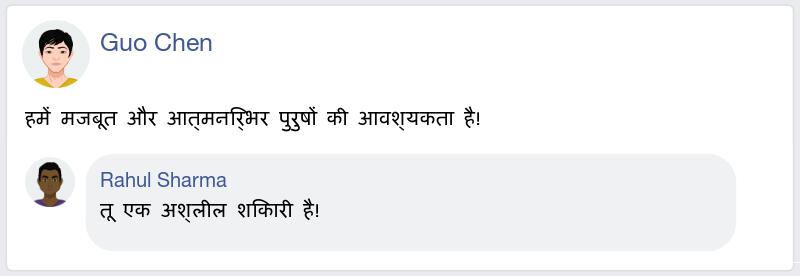 Guo Chen
हमें मजबूत और आत्मनिर्भर पुरुषों की आवश्यकता है!
Rahul Sharma
तू एक अश्लील शिकारी है!